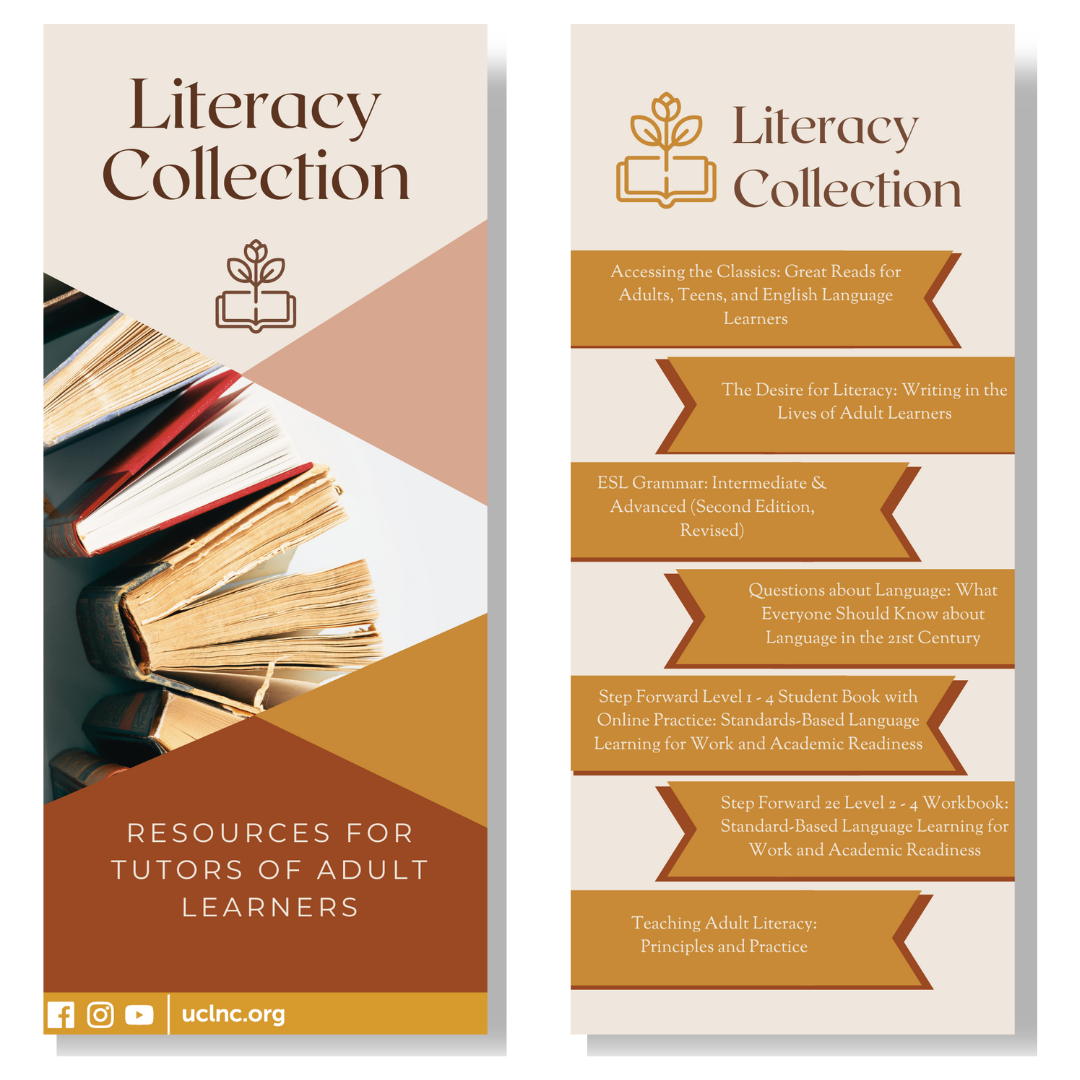 Literacy
Collection
RESOURCES FOR
TUTORS OF ADULT
LEARNERS
uclnc.org
Literacy
Collection
Accessing the Classics: Great Reads for
Adults, Teens, and English Language
Learners
The Desire for Literacy: Writing in the
Lives of Adult Learners
ESL Grammar: Intermediate &
Advanced (Second Edition,
Revised)
Questions about Language: What
Everyone Should Know about
Language in the 21st Century
Step Forward Level 1 - 4 Student Book with
Online Practice: Standards-Based Language
Learning for Work and Academic Readiness
Step Forward 2e Level 2 - 4 Workbook:
Standard-Based Language Learning for
Work and Academic Readiness
Teaching Adult Literacy:
Principles and Practice